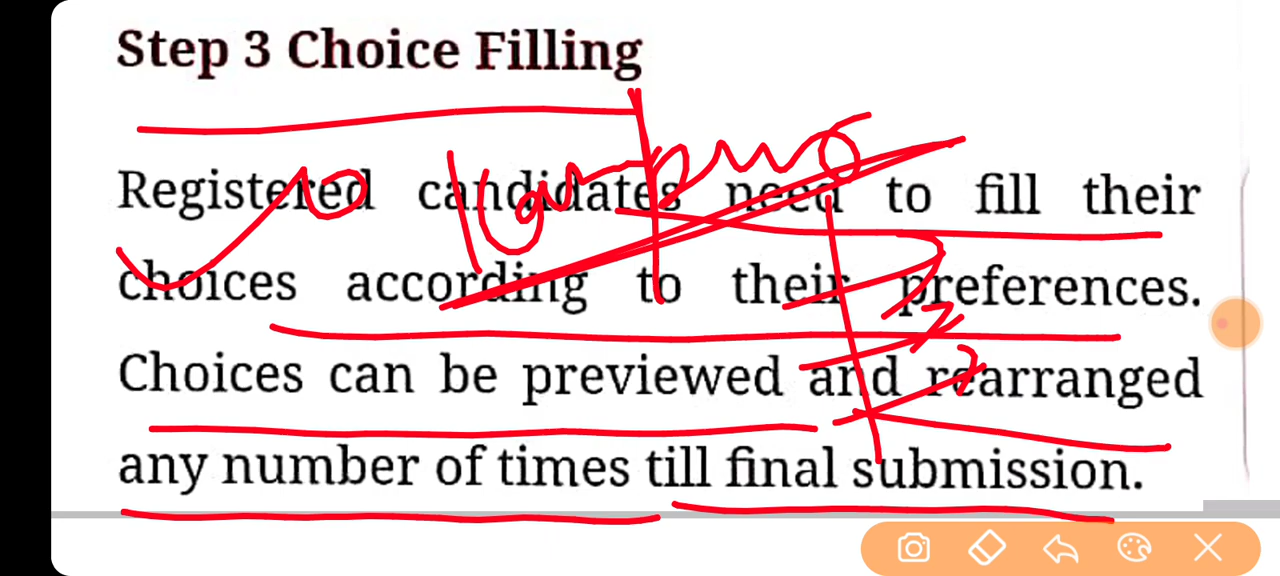 Step 3 Choice Filling
Registered candidates need to fill their
choices according to their preferences.
Choices can be previewed and rearranged
any number of times till final submission.